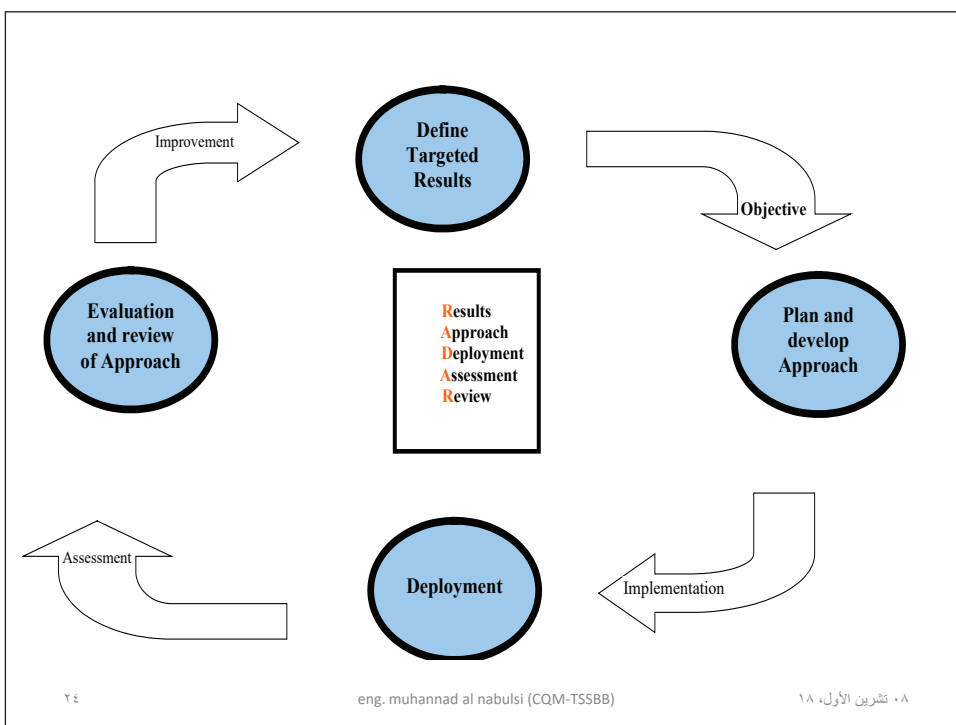 Define
Targeted
Results
Improvement
Objective
Evaluation
and review
of Approach
Results
Approach
Deployment
Assessment
Review
Plan and
develop
Approach
Assessment
Deployment
Implementation
٢٤
eng. muhannad al nabulsi (CQM-TSSBB)
٠٨ تشرين الأول، ١٨